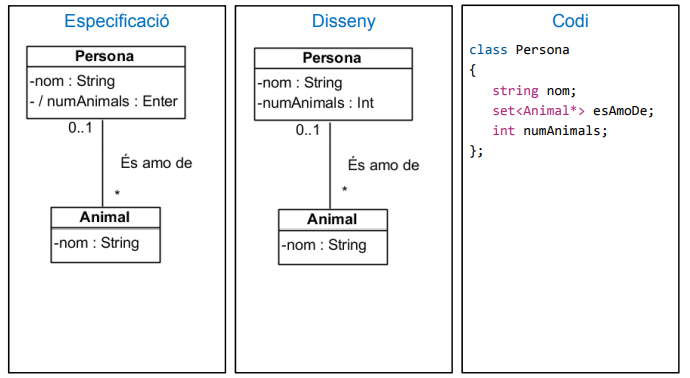 Especificació
Persona
-nom : String
- / numAnimals : Enter
0..1
És amo de
*
Animal
-nom : String
Disseny
Persona
-nom : String
-numAnimals : Int
0..1
És amo de
*
Animal
-nom : String
Codi
class Persona
{
string nom;
set<Animal*> esAmoDe;
int numAnimals;
};